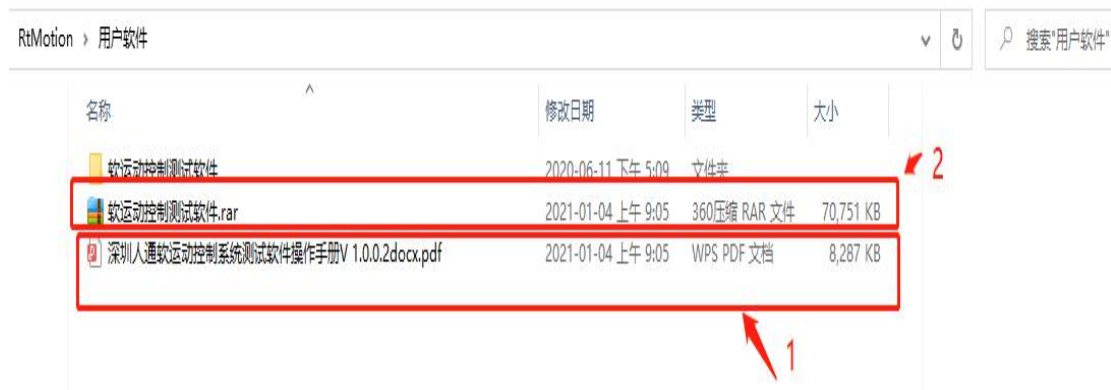 RtMotion › 用户软件 搜索"用户软件"
名称 修改日期 类型 大小
软运动控制测试软件 2020-06-11 下午 5:09 文件夹
2
软运动控制测试软件.rar 2021-01-04 上午 9:05 360压缩 RAR 文件 70,751 KB
深圳人通软运动控制系统测试软件操作手册V 1.0.0.2docx.pdf 2021-01-04 上午 9:05 WPS PDF 文档 8,287 KB
1